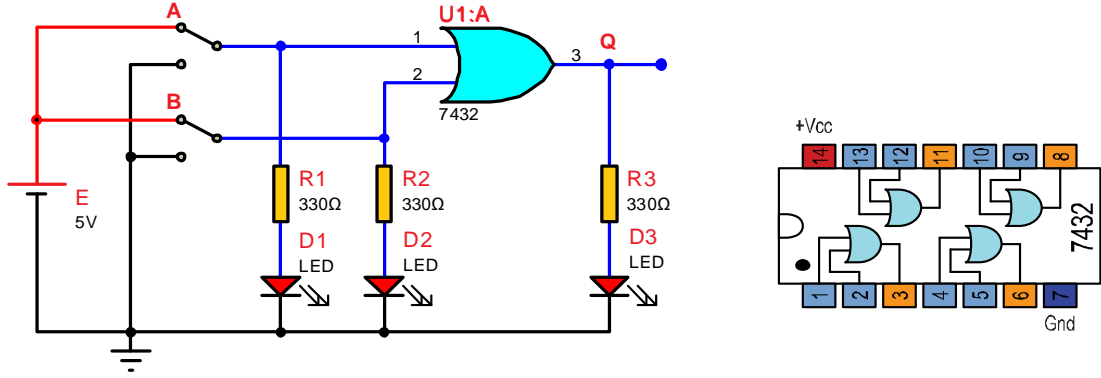 A
U1:A
1
2
3
Q
7432
B
E
5V
R1
330Ω
R2
330Ω
R3
330Ω
D1
LED
D2
LED
D3
LED
+Vcc
14
13
12
11
10
9
8
7432
1
2
3
4
5
6
7
Gnd